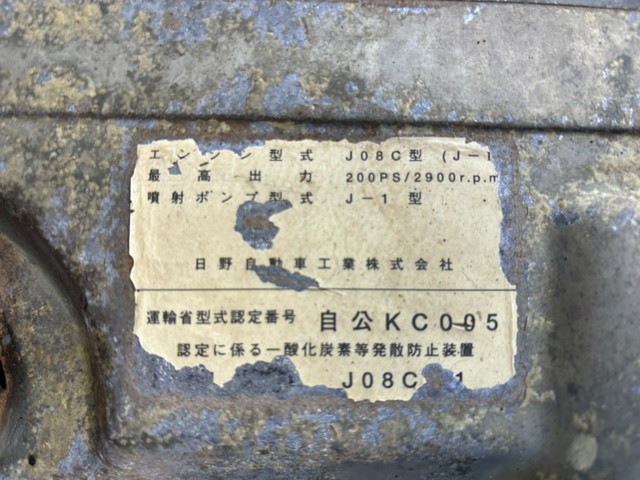 エンジン型式 J08C型 (J-1
最高出力 200PS/2900r.p.m
噴射ポンプ型式 J-1型
日野自動車工業株式会社
運輸省型式認定番号 自公KC095
認定に係る一酸化炭素等発散防止装置
J08C 1